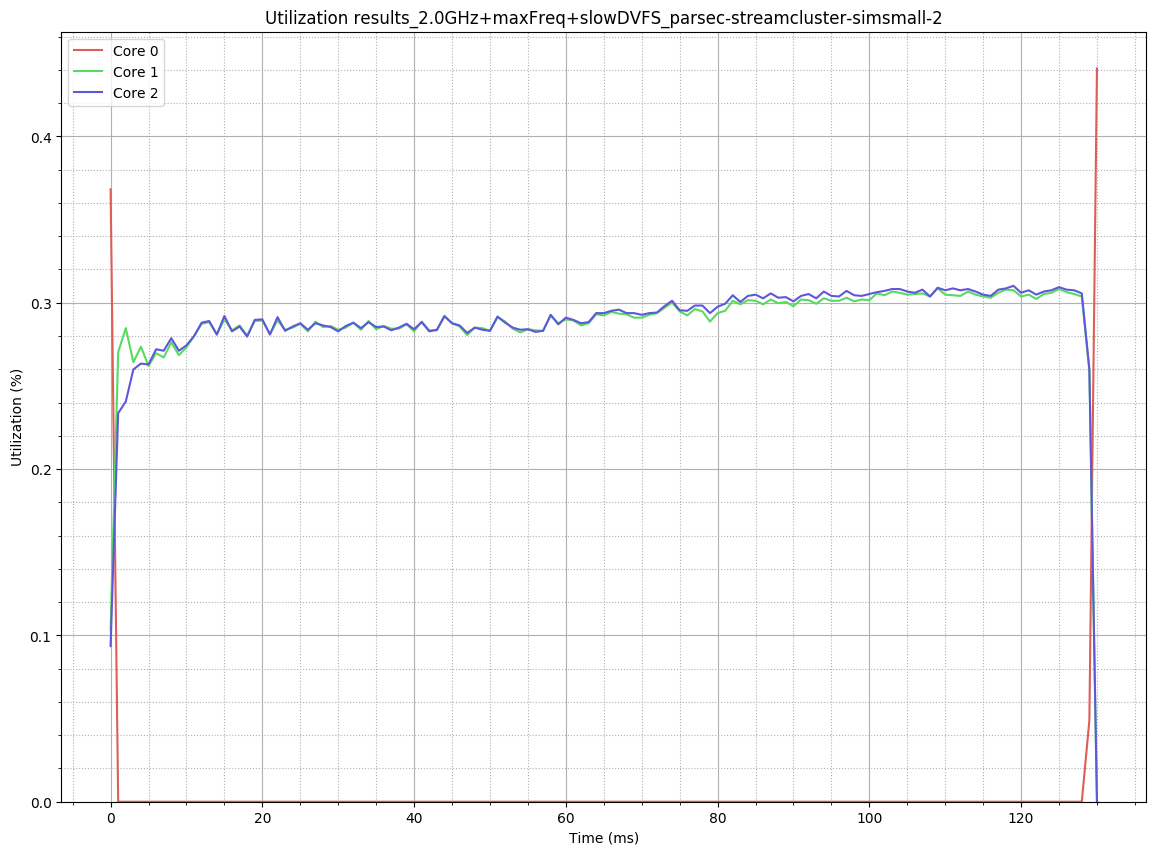 Utilization results_2.0GHz+maxFreq+slowDVFS_parsec-streamcluster-simsmall-2
Core 0
Core 1
Core 2
Utilization (%)
0.4
0.3
0.2
0.1
0.0
0 20 40 60 80 100 120
Time (ms)